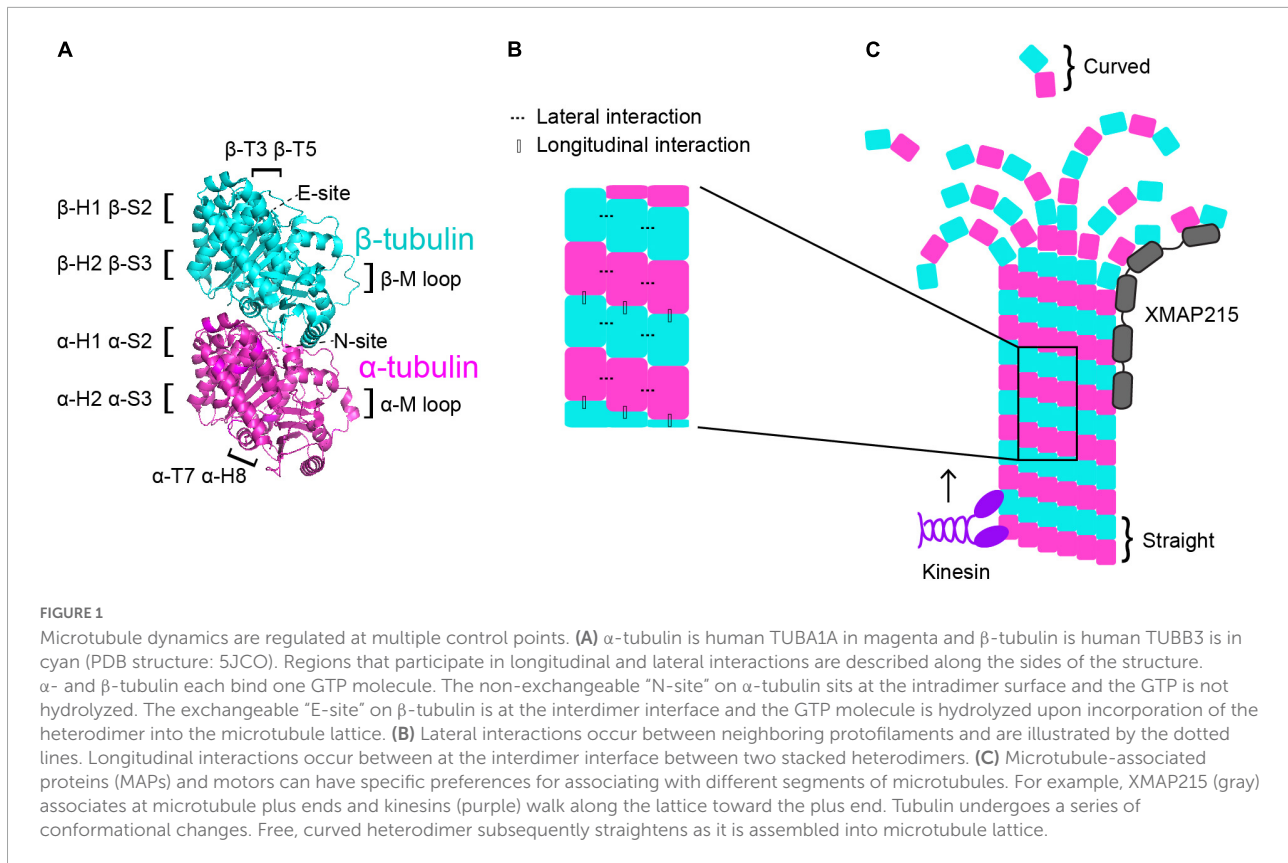 A
β-T3 β-T5
E-site
β-H1 β-S2
β-tubulin
β-H2 β-S3
β-M loop
α-H1 α-S2
N-site
α-tubulin
α-H2 α-S3
α-M loop
α-T7 α-H8
B
Lateral interaction
Longitudinal interaction
C
Curved
XMAP215
Straight
Kinesin
FIGURE 1
Microtubule dynamics are regulated at multiple control points. (A) α-tubulin is human TUBA1A in magenta and β-tubulin is human TUBB3 is in
cyan (PDB structure: 5JCO). Regions that participate in longitudinal and lateral interactions are described along the sides of the structure.
α- and β-tubulin each bind one GTP molecule. The non-exchangeable “N-site” on α-tubulin sits at the intradimer surface and the GTP is not
hydrolyzed. The exchangeable “E-site” on β-tubulin is at the interdimer interface and the GTP molecule is hydrolyzed upon incorporation of the
heterodimer into the microtubule lattice. (B) Lateral interactions occur between neighboring protofilaments and are illustrated by the dotted
lines. Longitudinal interactions occur between at the interdimer interface between two stacked heterodimers. (C) Microtubule-associated
proteins (MAPs) and motors can have specific preferences for associating with different segments of microtubules. For example, XMAP215 (gray)
associates at microtubule plus ends and kinesins (purple) walk along the lattice toward the plus end. Tubulin undergoes a series of
conformational changes. Free, curved heterodimer subsequently straightens as it is assembled into microtubule lattice.